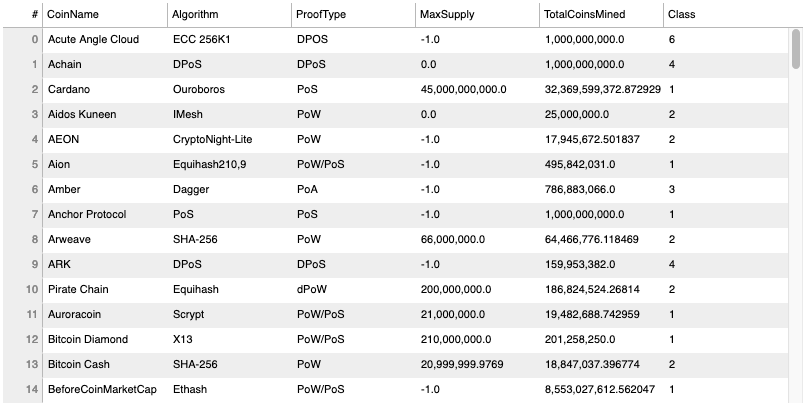 # CoinName Algorithm ProofType MaxSupply TotalCoinsMined Class
0 Acute Angle Cloud ECC 256K1 DPOS -1.0 1,000,000,000.0 6
1 Achain DPoS DPoS 0.0 1,000,000,000.0 4
2 Cardano Ouroboros PoS 45,000,000,000.0 32,369,599,372.872929 1
3 Aidos Kuneen IMesh PoW 0.0 25,000,000.0 2
4 AEON CryptoNight-Lite PoW -1.0 17,945,672.501837 2
5 Aion Equihash210,9 PoW/PoS -1.0 495,842,031.0 1
6 Amber Dagger PoA -1.0 786,883,066.0 3
7 Anchor Protocol PoS PoS -1.0 1,000,000,000.0 1
8 Arweave SHA-256 PoW 66,000,000.0 64,466,776.118469 2
9 ARK DPoS DPoS -1.0 159,953,382.0 4
10 Pirate Chain Equihash dPoW 200,000,000.0 186,824,524.26814 2
11 Auroracoin Scrypt PoW/PoS 21,000,000.0 19,482,688.742959 1
12 Bitcoin Diamond X13 PoW/PoS 210,000,000.0 201,258,250.0 1
13 Bitcoin Cash SHA-256 PoW 20,999,999.9769 18,847,037.396774 2
14 BeforeCoinMarketCap Ethash PoW/PoS -1.0 8,553,027,612.562047 1